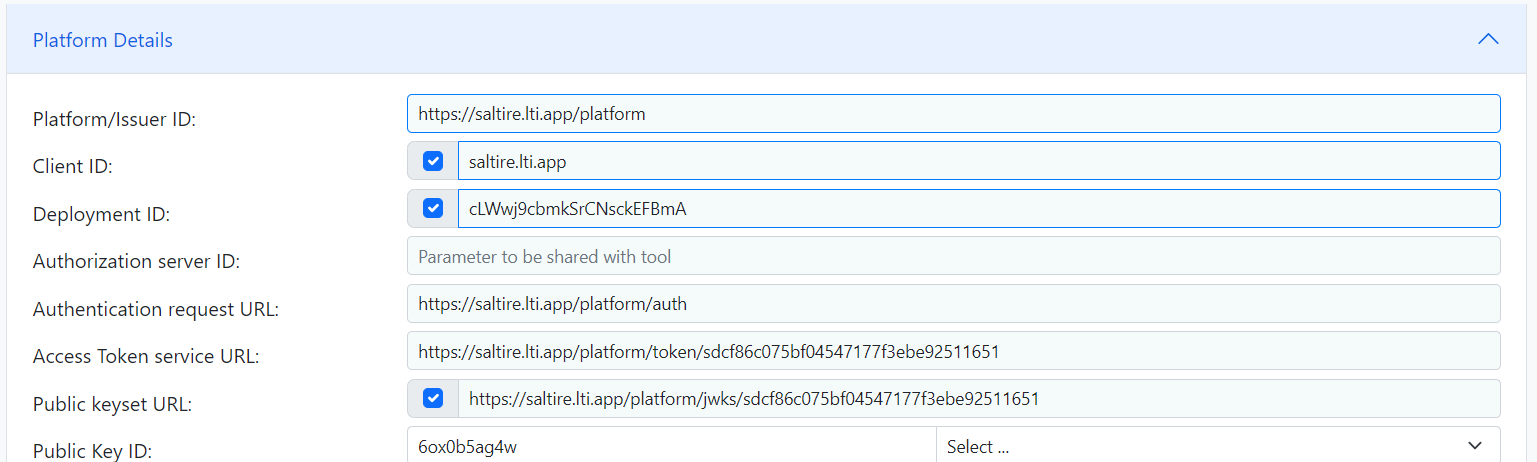 Platform Details
Platform/Issuer ID: https://saltire.lti.app/platform
Client ID: saltire.lti.app
Deployment ID: cLWwj9cbmkSrCNsckEFBmA
Authorization server ID: Parameter to be shared with tool
Authentication request URL: https://saltire.lti.app/platform/auth
Access Token service URL: https://saltire.lti.app/platform/token/sdcf86c075bf04547177f3ebe92511651
Public keyset URL: https://saltire.lti.app/platform/jwks/sdcf86c075bf04547177f3ebe92511651
Public Key ID: 6ox0b5ag4w Select ...